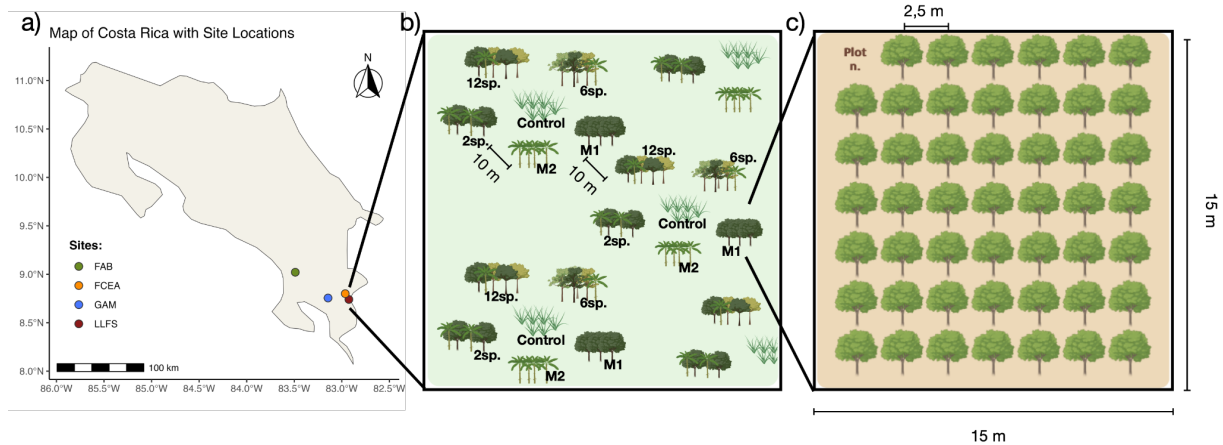 a)
Map of Costa Rica with Site Locations
N
11.0°N
10.5°N
10.0°N
9.5°N
9.0°N
8.5°N
8.0°N
Sites:
FAB
FCEA
GAM
LLFS
100 km
86.0°W
85.5°W
84.5°W
84.0°W
83.5°W
83.0°W
82.5°W
b)
12sp.
6sp.
Control
2sp.
M1
M2
10 m
10 m
12sp.
6sp.
Control
2sp.
M1
M2
12sp.
6sp.
Control
2sp.
M1
M2
c)
2,5 m
Plot
n.
15 m
15 m